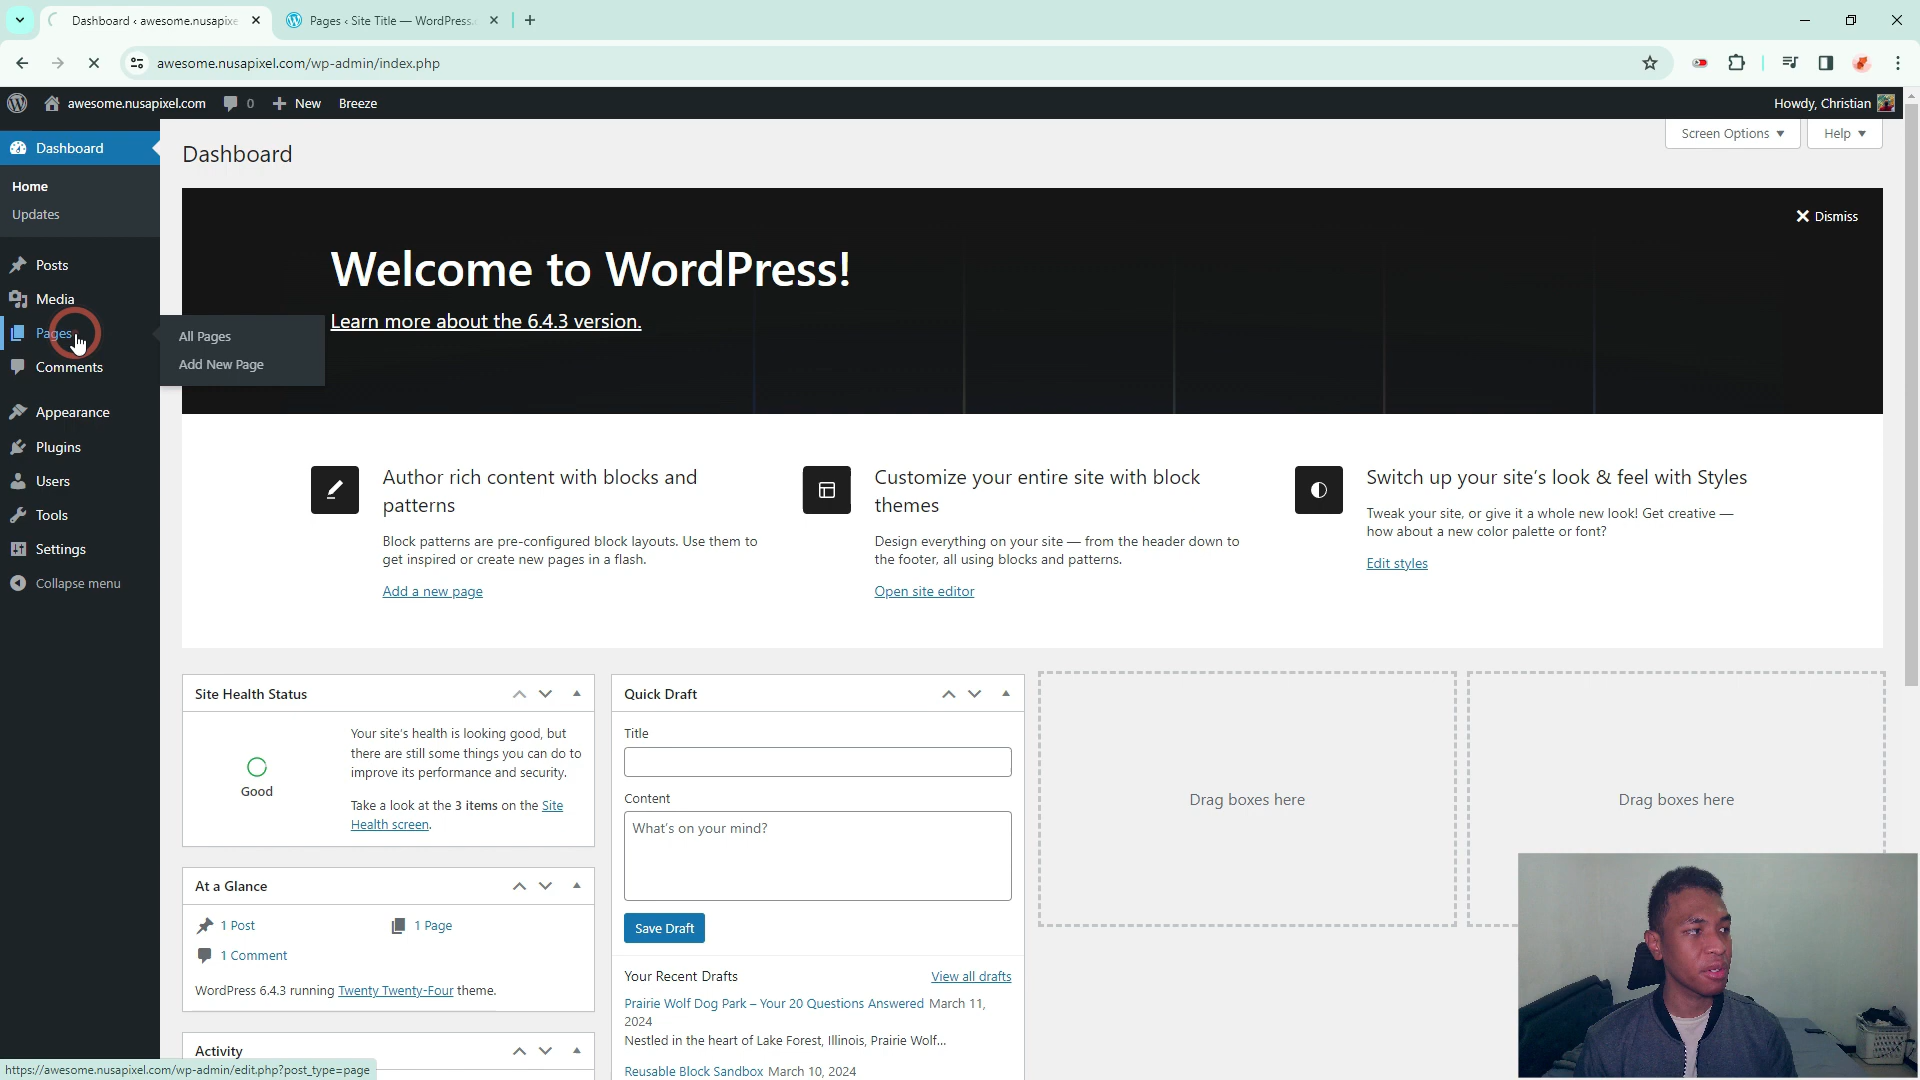 Dashboard ‹ awesome.nusapixe
Pages ‹ Site Title — WordPress.
awesome.nusapixel.com/wp-admin/index.php
awesome.nusapixel.com
0
New
Breeze
Howdy, Christian
Dashboard
Home
Updates
Posts
Media
Pages
Comments
Appearance
Plugins
Users
Tools
Settings
Collapse menu
All Pages
Add New Page
Dashboard
Screen Options
Help
Dismiss
Welcome to WordPress!
Learn more about the 6.4.3 version.
Author rich content with blocks and
patterns
Block patterns are pre-configured block layouts. Use them to
get inspired or create new pages in a flash.
Add a new page
Customize your entire site with block
themes
Design everything on your site — from the header down to
the footer, all using blocks and patterns.
Open site editor
Switch up your site's look & feel with Styles
Tweak your site, or give it a whole new look! Get creative —
how about a new color palette or font?
Edit styles
Site Health Status
Good
Your site's health is looking good, but
there are still some things you can do to
improve its performance and security.
Take a look at the 3 items on the Site
Health screen.
At a Glance
1 Post
1 Page
1 Comment
WordPress 6.4.3 running Twenty Twenty-Four theme.
Activity
Quick Draft
Title
Content
What's on your mind?
Save Draft
Your Recent Drafts
View all drafts
Prairie Wolf Dog Park – Your 20 Questions Answered March 11,
2024
Nestled in the heart of Lake Forest, Illinois, Prairie Wolf...
Reusable Block Sandbox March 10, 2024
Drag boxes here
Drag boxes here
https://awesome.nusapixel.com/wp-admin/edit.php?post_type=page